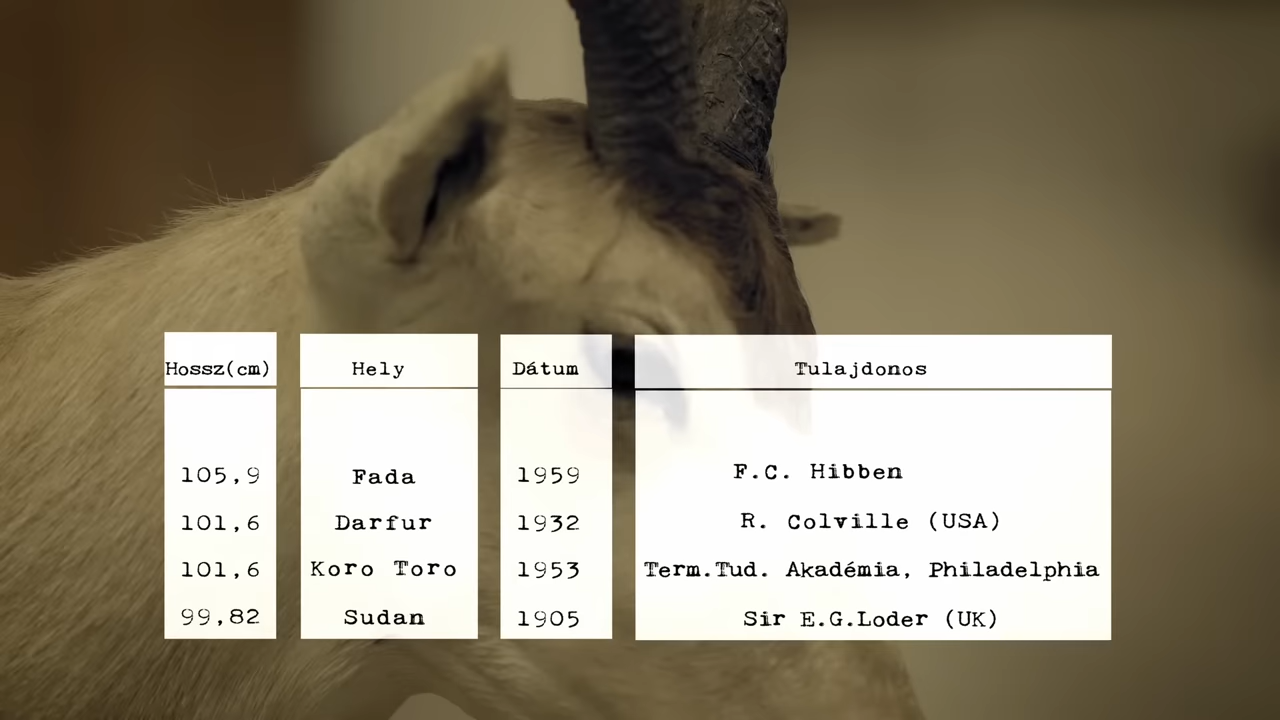 Hossz(cm) Hely Dátum Tulajdonos
105,9 Fada 1959 F.C. Hibben
101,6 Darfur 1932 R. Colville (USA)
101,6 Koro Toro 1953 Term.Tud. Akadémia, Philadelphia
99,82 Sudan 1905 Sir E.G.Loder (UK)